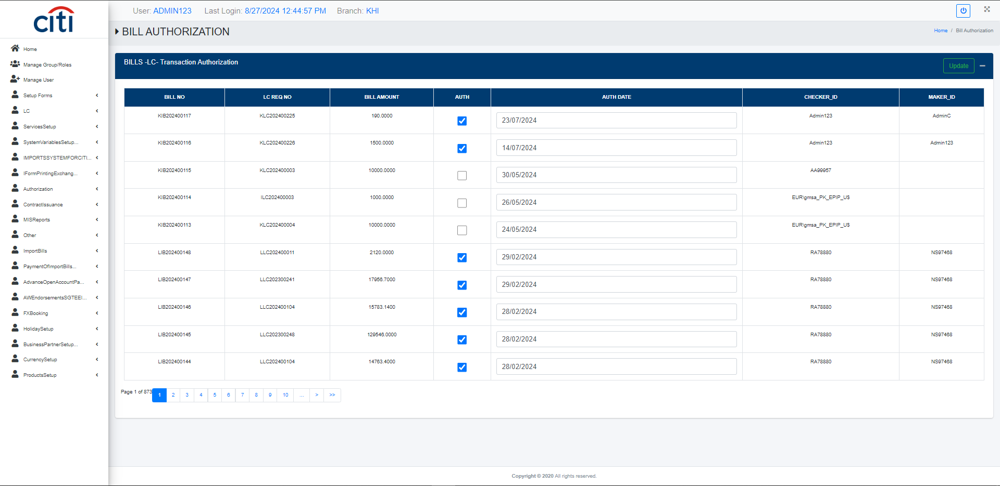 citi
User: ADMIN123 Last Login: 8/27/2024 12:44:57 PM Branch: KHI
BILL AUTHORIZATION
Home / Bill Authorization
Home
Manage Group/Roles
Manage User
Setup Forms
LC
ServicesSetup
SystemVariablesSetup...
IMPORTSSYSTEMFORCITI...
IFormPrintingExchang...
Authorization
ContractIssuance
MISReports
Other
ImportBills
PaymentOfImportBills...
AdvanceOpenAccountPa...
AWEndorsementsSGTEEI...
FXBooking
HolidaySetup
BusinessPartnerSetup...
CurrencySetup
ProductsSetup
BILLS -LC- Transaction Authorization
Update
BILL NO LC REQ NO BILL AMOUNT AUTH AUTH DATE CHECKER_ID MAKER_ID
KIB202400117 KLC202400225 190.0000 23/07/2024 Admin123 AdminC
KIB202400116 KLC202400226 1500.0000 14/07/2024 Admin123 Admin123
KIB202400115 KLC202400003 10000.0000 30/05/2024 AA99957
KIB202400114 ILC202400003 1000.0000 26/05/2024 EUR\gmsa_PK_EPIP_U$
KIB202400113 KLC202400004 10000.0000 24/05/2024 EUR\gmsa_PK_EPIP_U$
LIB202400148 LLC202400011 2120.0000 29/02/2024 RA78880 NS97468
LIB202400147 LLC202300241 17956.7000 29/02/2024 RA78880 NS97468
LIB202400146 LLC202400104 15783.1400 28/02/2024 RA78880 NS97468
LIB202400145 LLC202300248 129546.0000 28/02/2024 RA78880 NS97468
LIB202400144 LLC202400104 14763.4000 28/02/2024 RA78880 NS97468
Page 1 of 873 1 2 3 4 5 6 7 8 9 10 ... > >>
Copyright © 2020 All rights reserved.